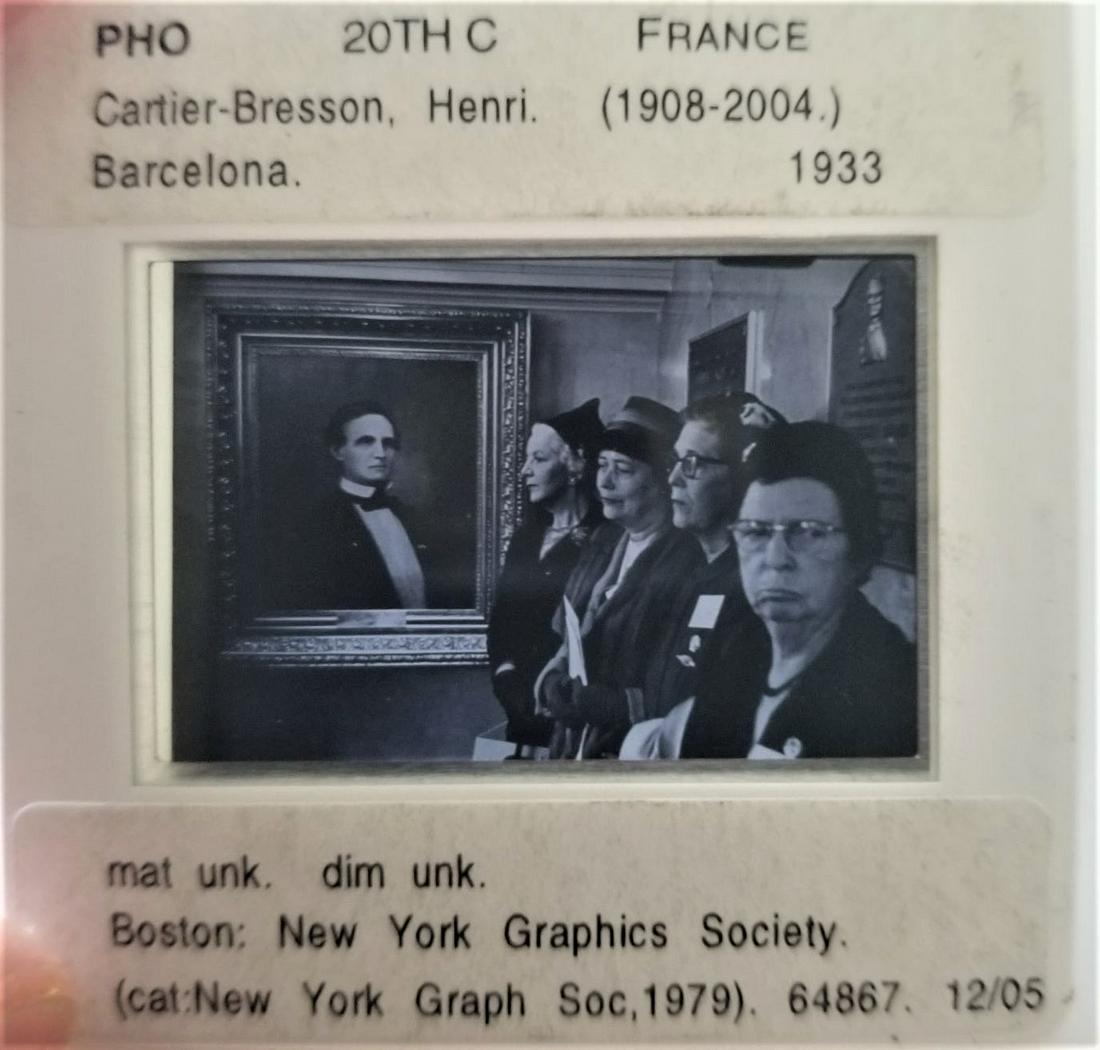 PHO 20TH C FRANCE
Cartier-Bresson, Henri. (1908-2004.)
Barcelona. 1933
mat unk. dim unk.
Boston: New York Graphics Society.
(cat:New York Graph Soc,1979). 64867. 12/05